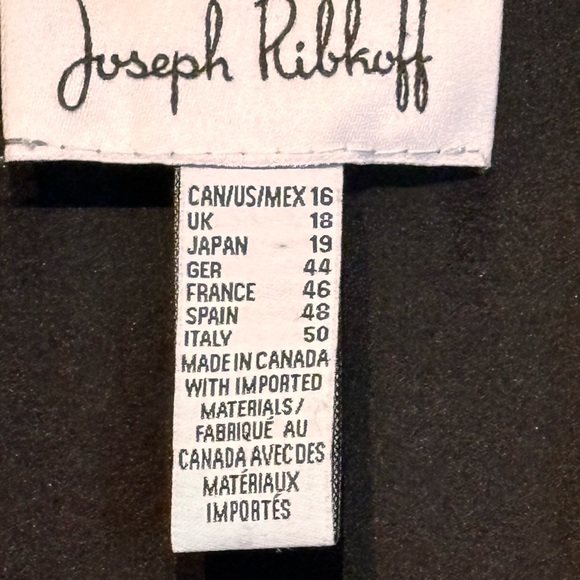 Joseph Ribkoff
CAN/US/MEX 16
UK 18
JAPAN 19
GER 44
FRANCE 46
SPAIN 48
ITALY 50
MADE IN CANADA
WITH IMPORTED
MATERIALS/
FABRIQUÉ AU
CANADA AVEC DES
MATÉRIAUX
IMPORTÉS